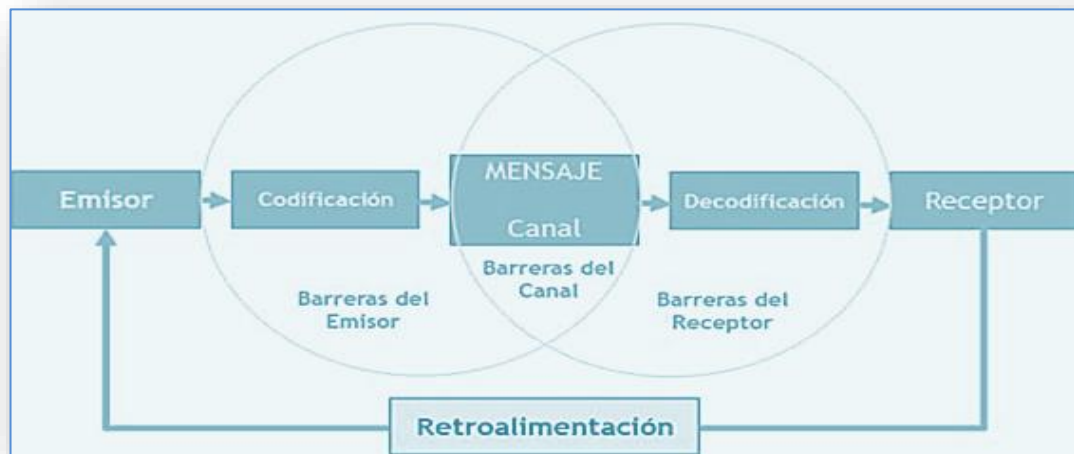 Emisor
Codificación
MENSAJE
Canal
Decodificación
Receptor
Barreras del
Emisor
Barreras del
Canal
Barreras del
Receptor
Retroalimentación